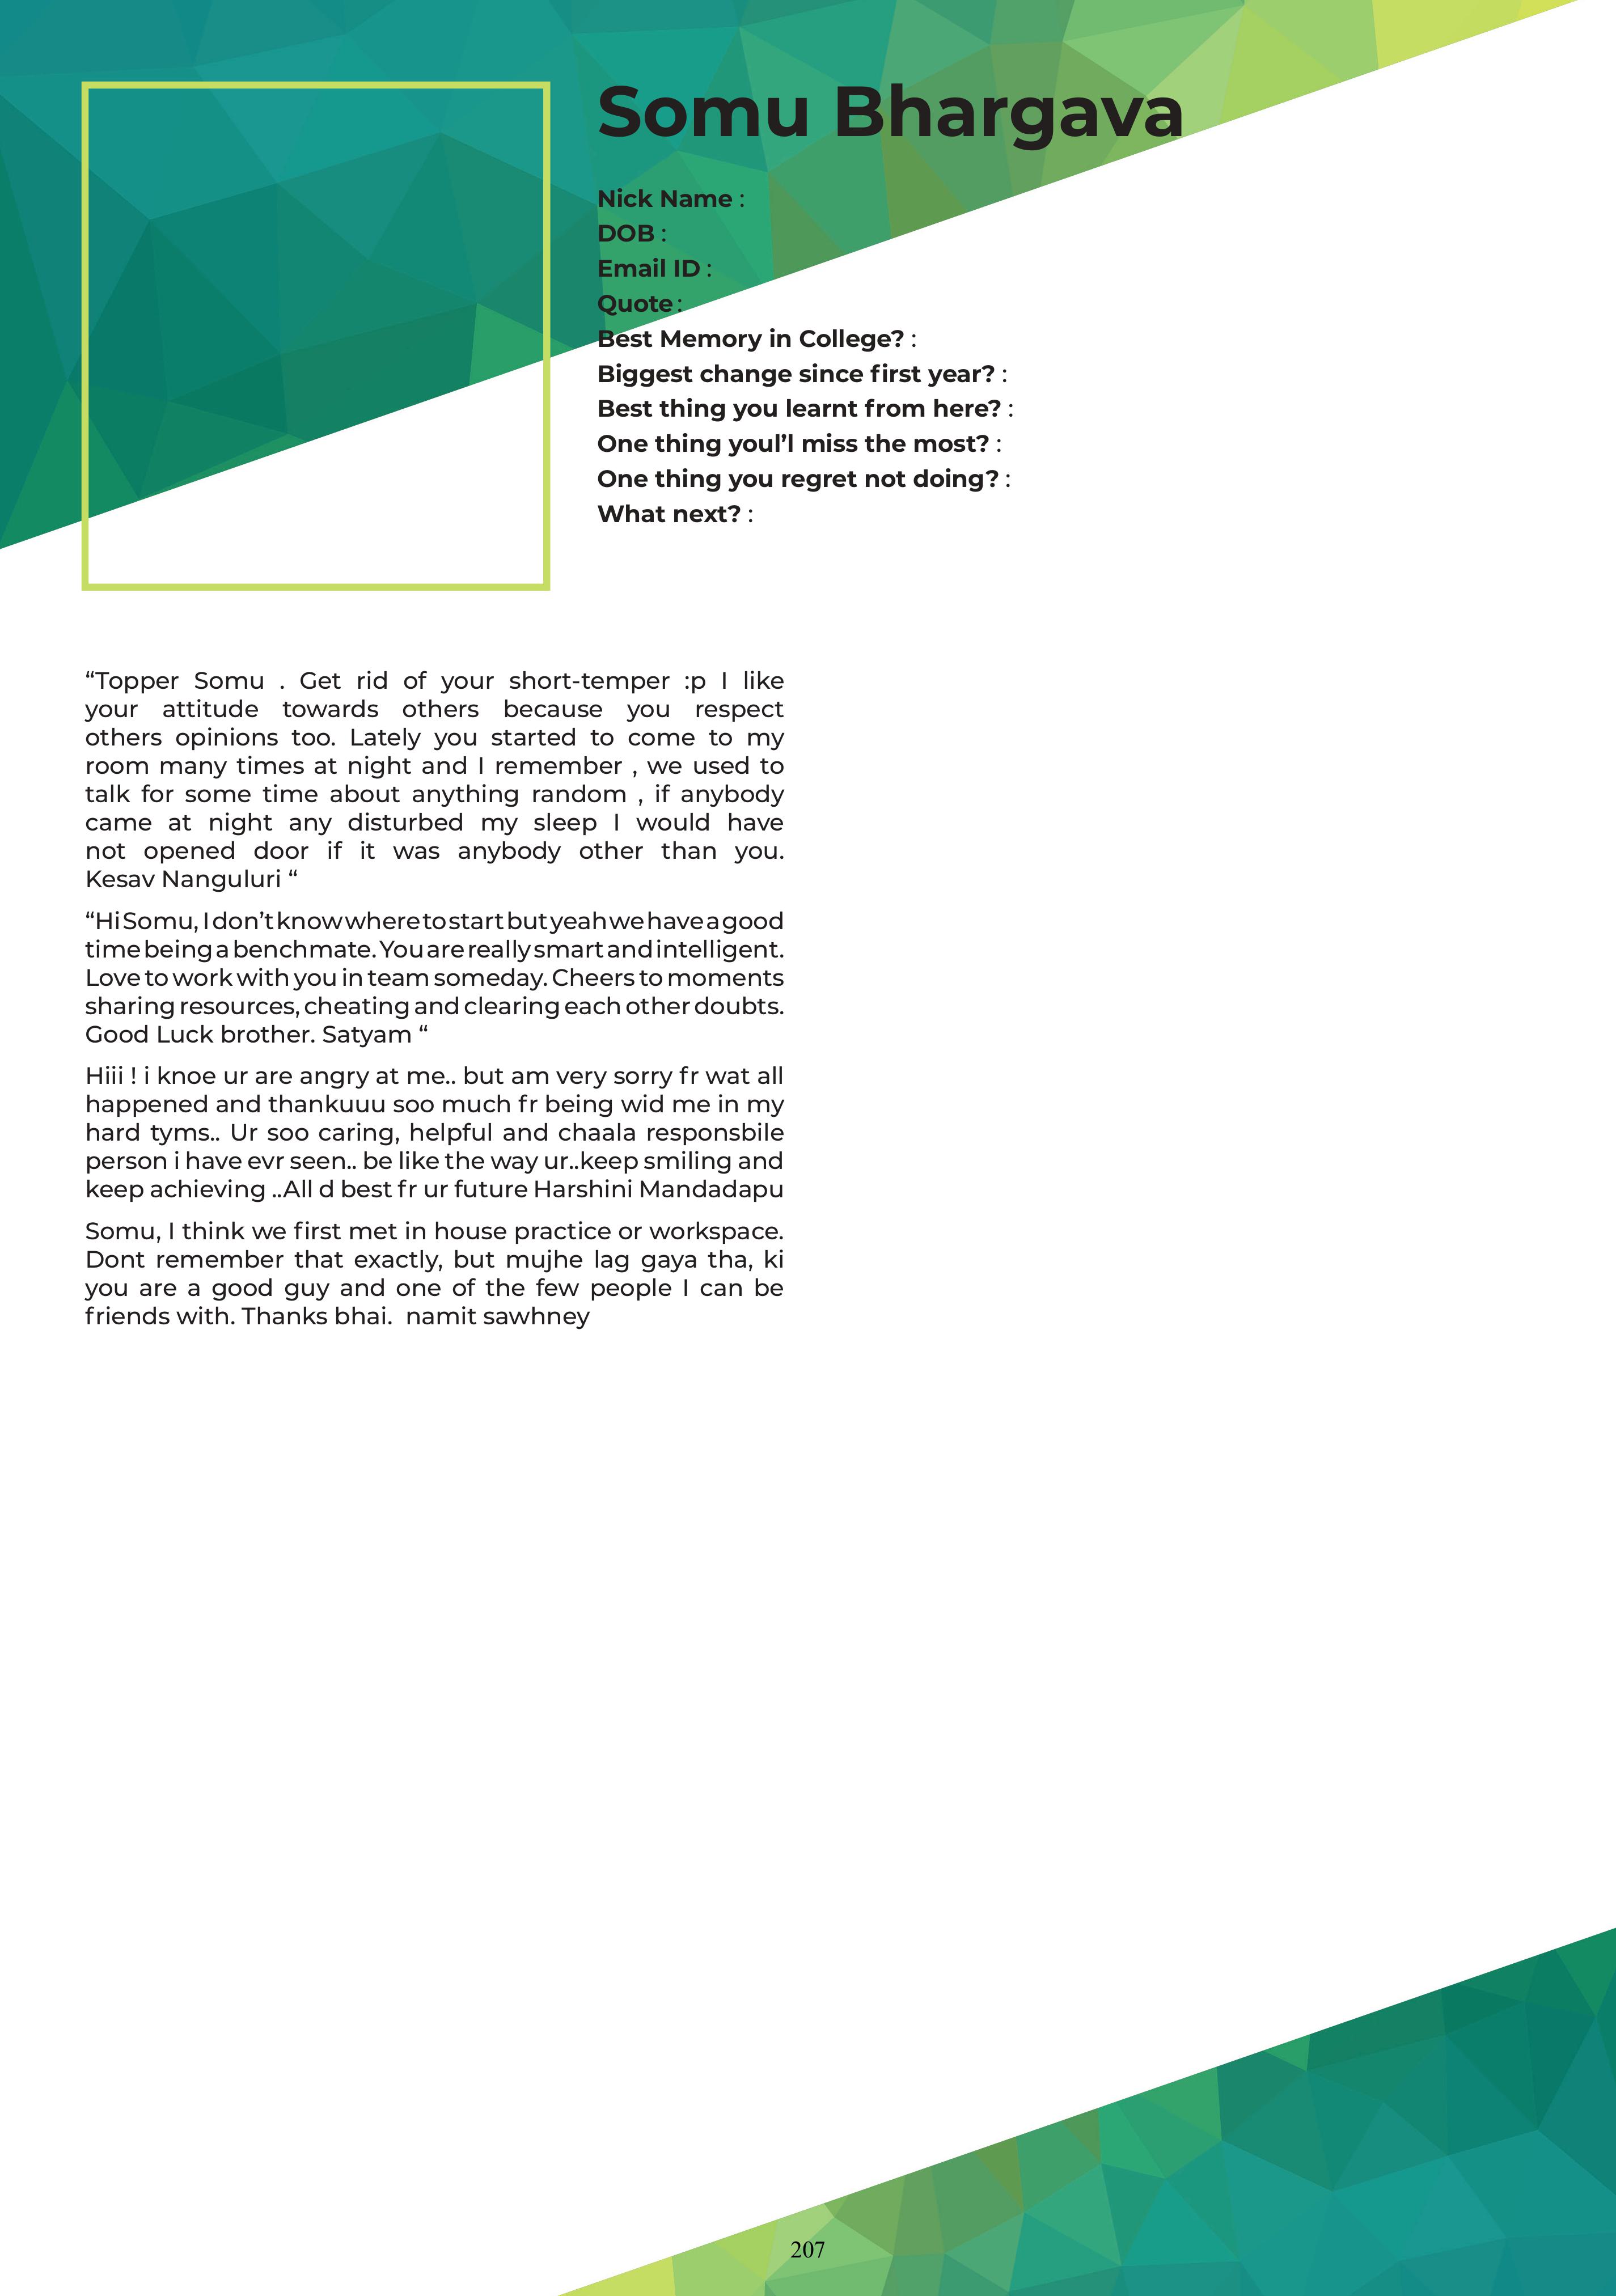 Somu Bhargava
Nick Name :
DOB :
Email ID :
Quote :
Best Memory in College? :
Biggest change since first year? :
Best thing you learnt from here? :
One thing youl’l miss the most? :
One thing you regret not doing? :
What next? :
“Topper Somu . Get rid of your short-temper :p I like
your attitude towards others because you respect
others opinions too. Lately you started to come to my
room many times at night and I remember , we used to
talk for some time about anything random , if anybody
came at night any disturbed my sleep I would have
not opened door if it was anybody other than you.
Kesav Nanguluri “
“Hi Somu, I don’t know where to start but yeah we have a good
time being a benchmate. You are really smart and intelligent.
Love to work with you in team someday. Cheers to moments
sharing resources, cheating and clearing each other doubts.
Good Luck brother. Satyam “
Hiii ! i knoe ur are angry at me.. but am very sorry fr wat all
happened and thankuuu soo much fr being wid me in my
hard tyms.. Ur soo caring, helpful and chaala responsbile
person i have evr seen.. be like the way ur..keep smiling and
keep achieving ..All d best fr ur future Harshini Mandadapu
Somu, I think we first met in house practice or workspace.
Dont remember that exactly, but mujhe lag gaya tha, ki
you are a good guy and one of the few people I can be
friends with. Thanks bhai.  namit sawhney
207